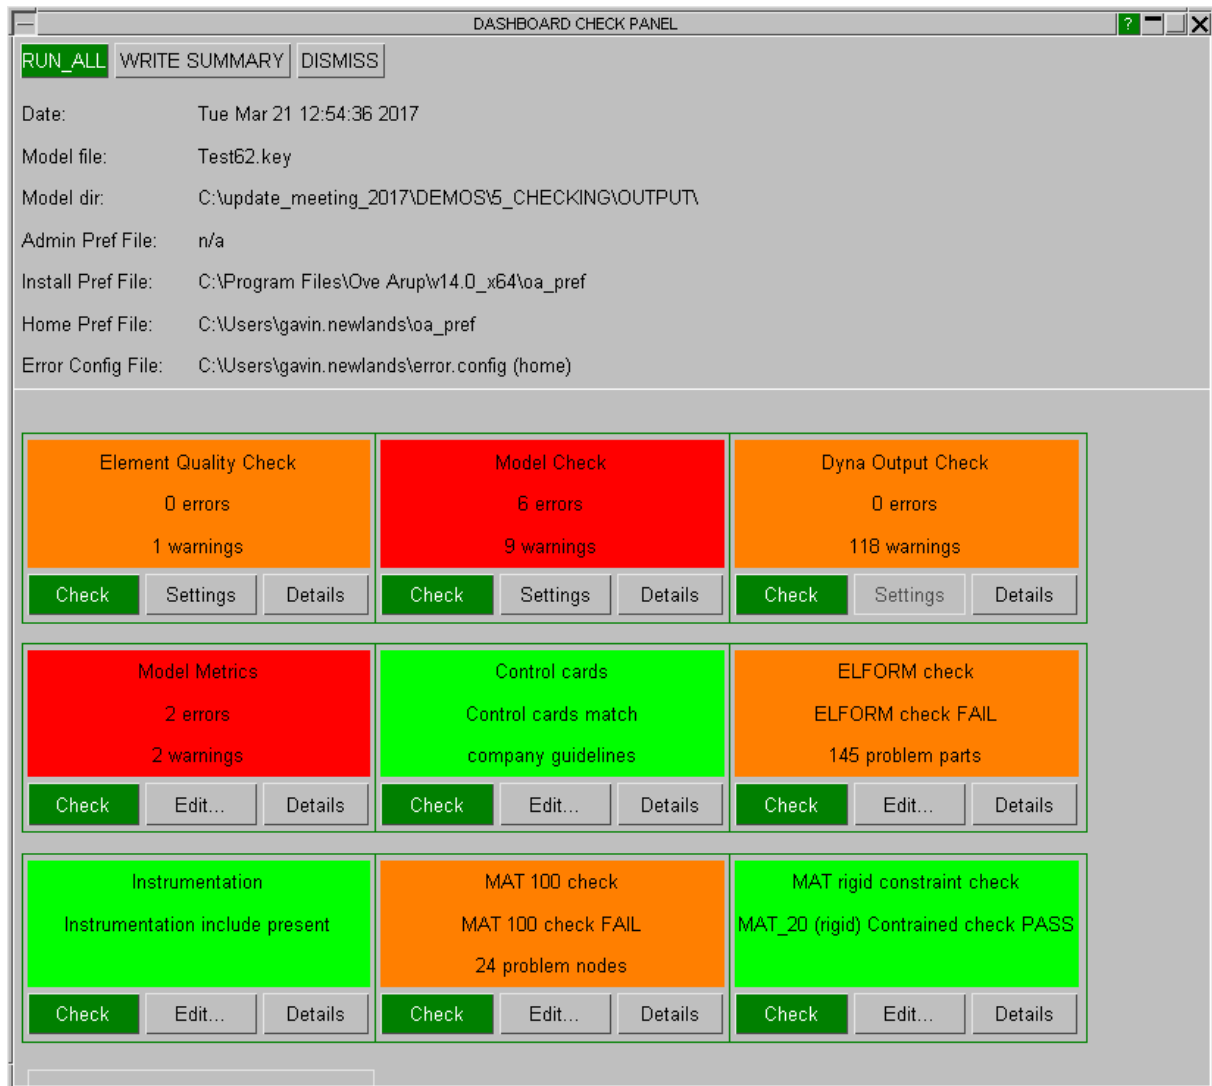 DASHBOARD CHECK PANEL ?
RUN_ALL WRITE SUMMARY DISMISS
Date: Tue Mar 21 12:54:36 2017
Model file: Test62.key
Model dir: C:\update_meeting_2017\DEMOS\5_CHECKING\OUTPUT\
Admin Pref File: n/a
Install Pref File: C:\Program Files\Ove Arup\v14.0_x64\oa_pref
Home Pref File: C:\Users\gavin.newlands\oa_pref
Error Config File: C:\Users\gavin.newlands\error.config (home)
Element Quality Check
0 errors
1 warnings
Check Settings Details
Model Check
6 errors
9 warnings
Check Settings Details
Dyna Output Check
0 errors
118 warnings
Check Settings Details
Model Metrics
2 errors
2 warnings
Check Edit... Details
Control cards
Control cards match
company guidelines
Check Edit... Details
ELFORM check
ELFORM check FAIL
145 problem parts
Check Edit... Details
Instrumentation
Instrumentation include present
Check Edit... Details
MAT 100 check
MAT 100 check FAIL
24 problem nodes
Check Edit... Details
MAT rigid constraint check
MAT_20 (rigid) Contrained check PASS
Check Edit... Details